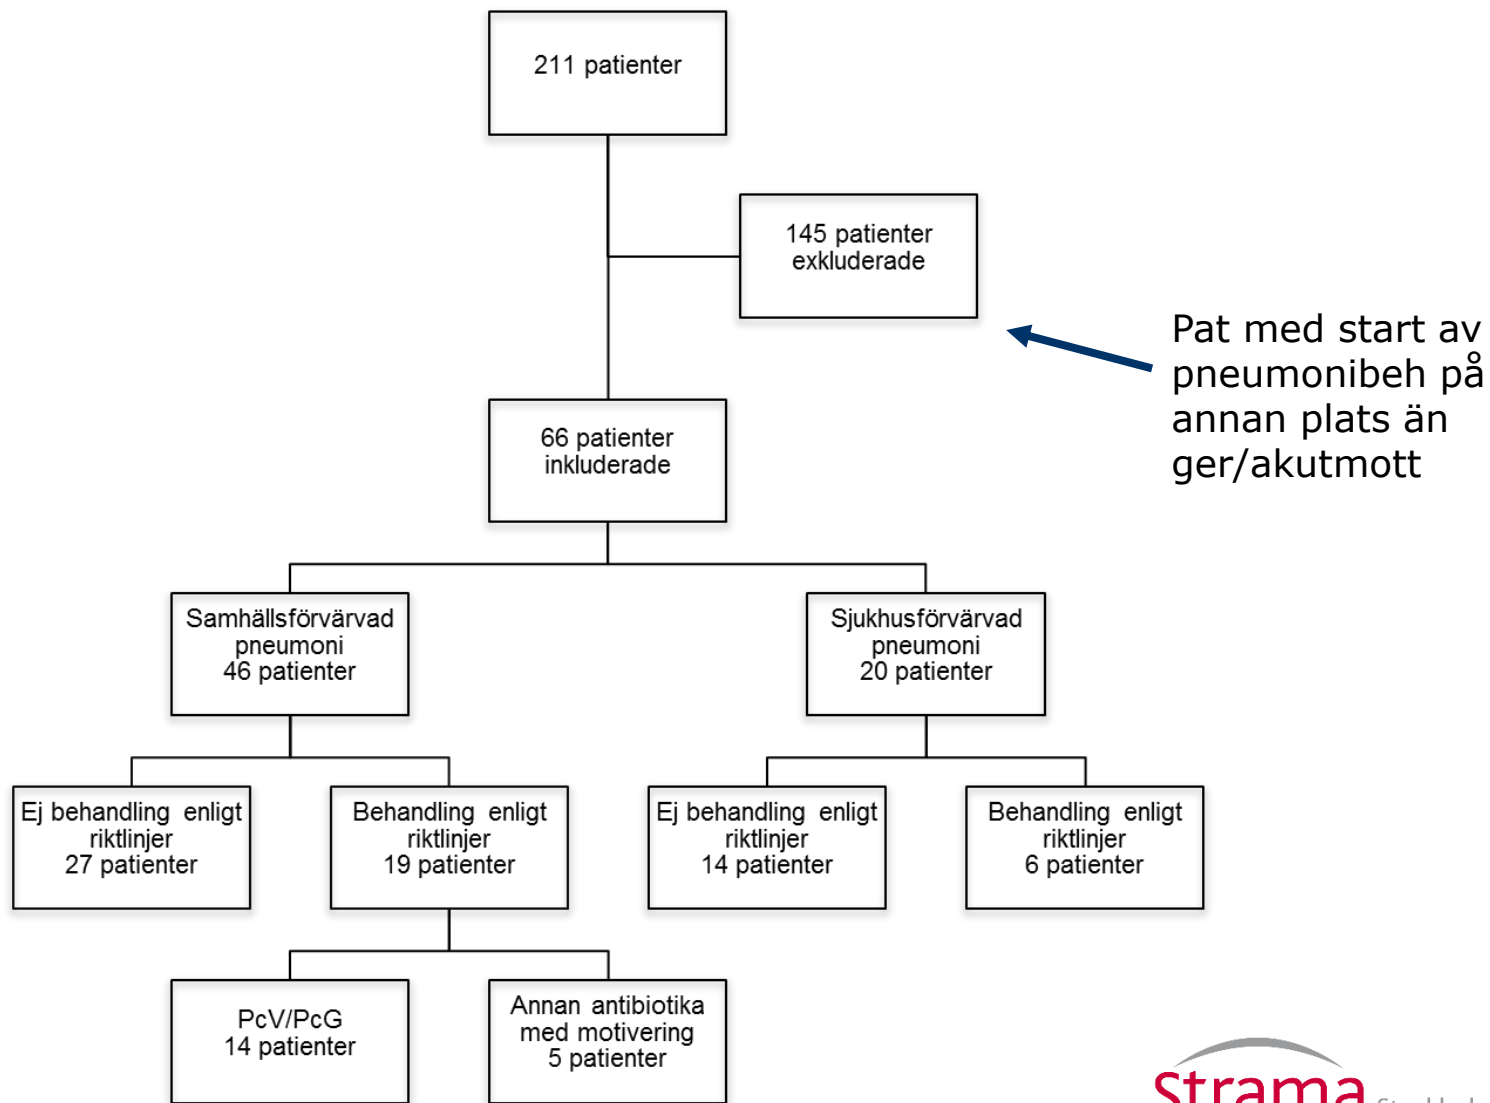 211 patienter
145 patienter
exkluderade
Pat med start av
pneumonibeh på
annan plats än
ger/akutmott
66 patienter
inkluderade
Samhällsförvärvad
pneumoni
46 patienter
Sjukhusförvärvad
pneumoni
20 patienter
Ej behandling enligt
riktlinjer
27 patienter
Behandling enligt
riktlinjer
19 patienter
Ej behandling enligt
riktlinjer
14 patienter
Behandling enligt
riktlinjer
6 patienter
PcV/PcG
14 patienter
Annan antibiotika
med motivering
5 patienter
strama